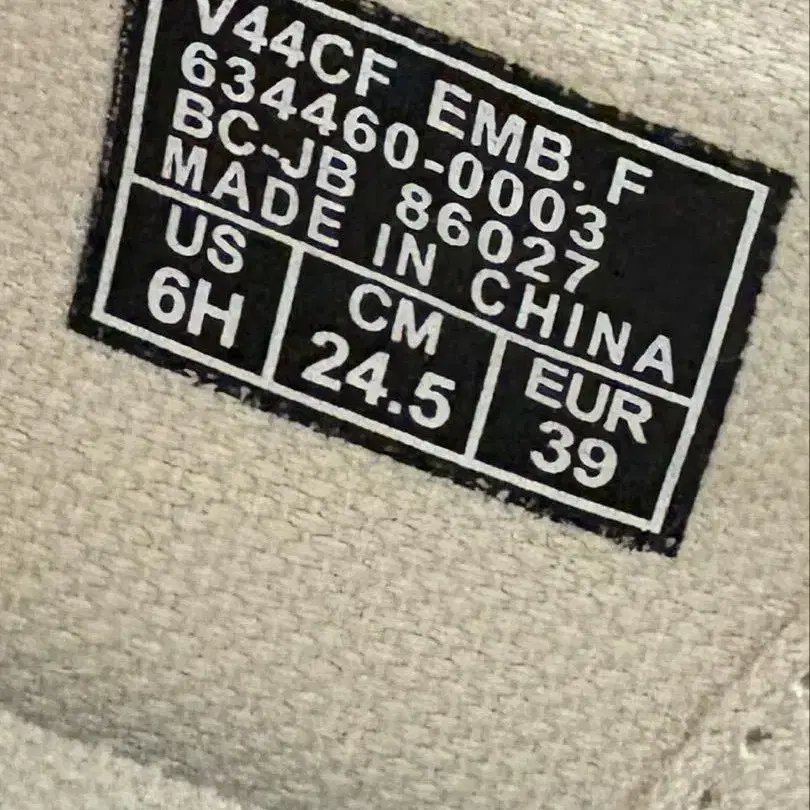 V44CF EMB. F
634460-0003
BC-JB 86027
MADE IN CHINA
US CM EUR
6H 24.5 39